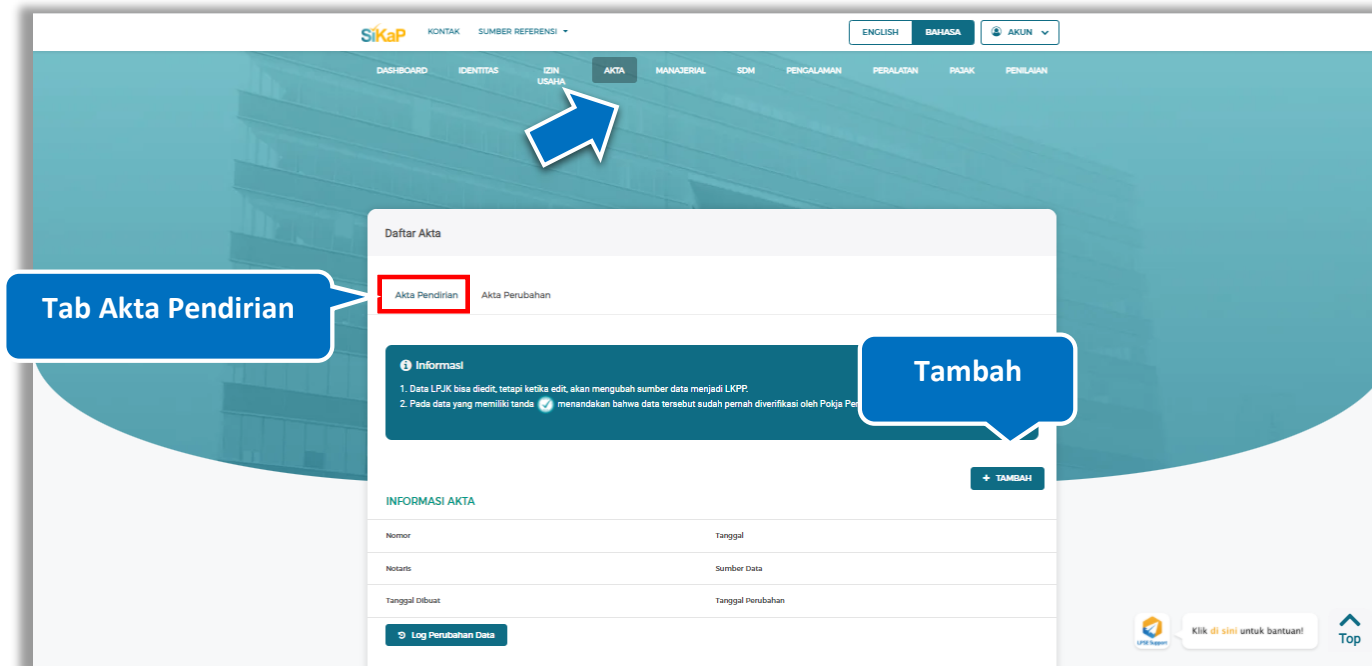 SiKaP KONTAK SUMBER REFERENSI ENGLISH BAHASA AKUN
DASHBOARD IDENTITAS IZIN USAHA AKTA MANAJERIAL SDM PENGALAMAN PERALATAN PAJAK PENILAIAN
Daftar Akta
Tab Akta Pendirian
Akta Pendirian Akta Perubahan
Informasi
1. Data LPJK bisa diedit, tetapi ketika edit, akan mengubah sumber data menjadi LKPP.
2. Pada data yang memiliki tanda menandakan bahwa data tersebut sudah pernah diverifikasi oleh Pokja Pe
Tambah
+ TAMBAH
INFORMASI AKTA
Nomor Tanggal
Notaris Sumber Data
Tanggal Dibuat Tanggal Perubahan
Log Perubahan Data
LPSE Support
Klik di sini untuk bantuan!
Top